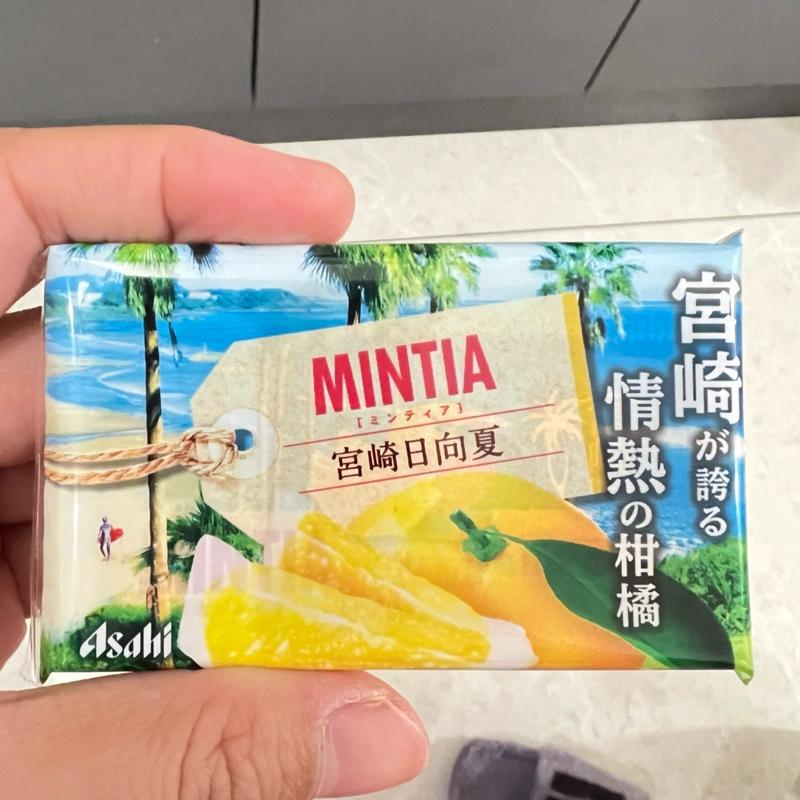 MINTIA
[ミンティア]
宮崎日向夏
宮崎が誇る
情熱の柑橘
Asahi